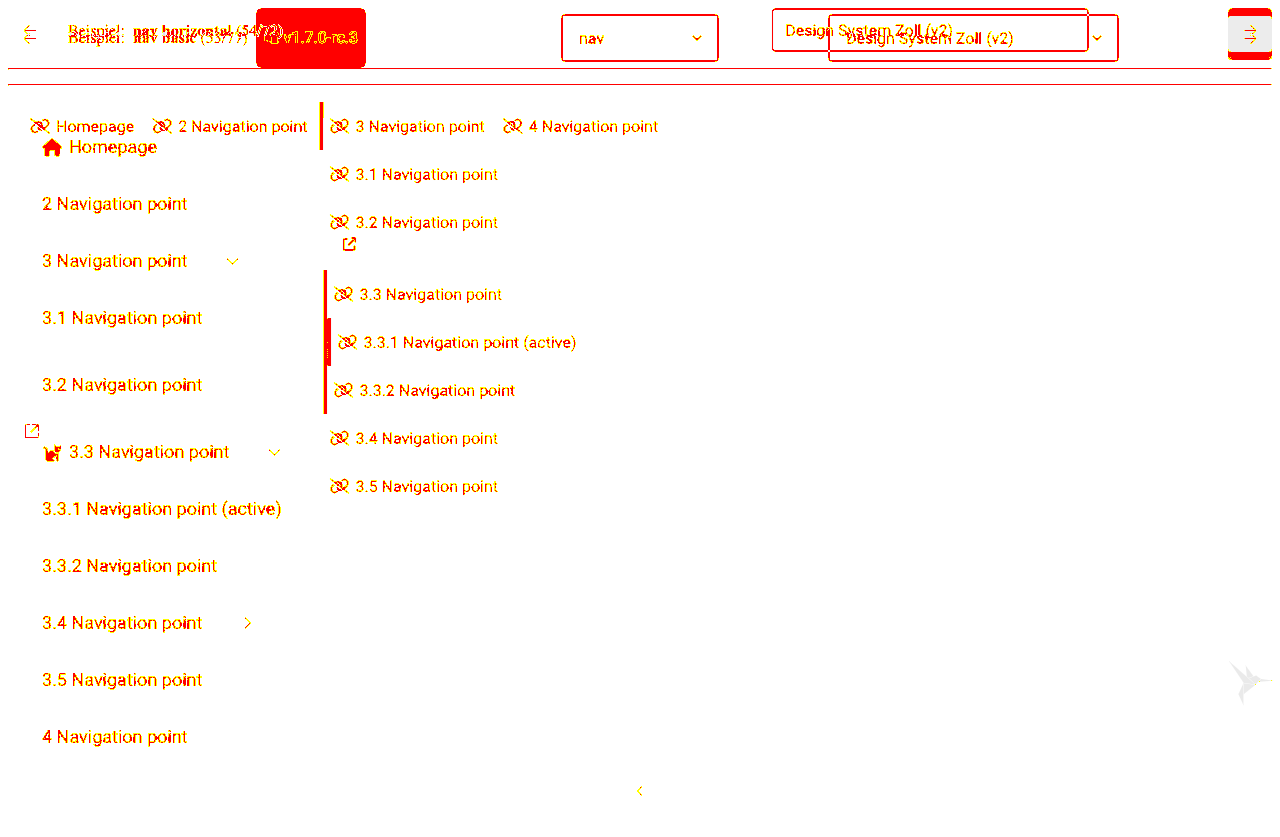 Beispiel: nav horizontal (54/72)
Beispiel: nav basic (53/77)
v1.7.0-rc.3
nav
Design System Zoll (v2)
Design System Zoll (v2)
Homepage 2 Navigation point 3 Navigation point 4 Navigation point
Homepage
3.1 Navigation point
2 Navigation point
3.2 Navigation point
3 Navigation point
3.3 Navigation point
3.1 Navigation point
3.3.1 Navigation point (active)
3.2 Navigation point
3.3.2 Navigation point
3.4 Navigation point
3.3 Navigation point
3.5 Navigation point
3.3.1 Navigation point (active)
3.3.2 Navigation point
3.4 Navigation point
3.5 Navigation point
4 Navigation point